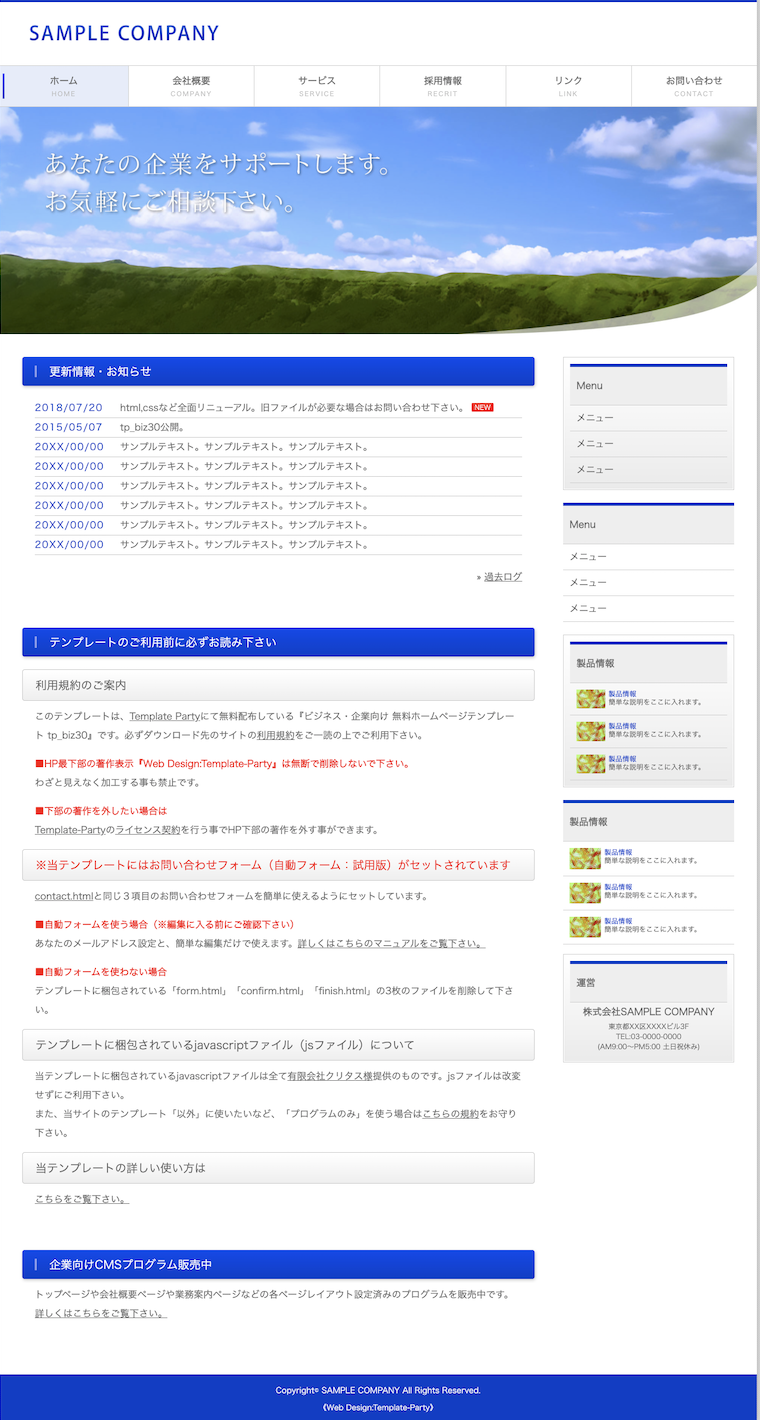 SAMPLE COMPANY
ホーム
HOME
会社概要
COMPANY
サービス
SERVICE
採用情報
RECRIT
リンク
LINK
お問い合わせ
CONTACT
あなたの企業をサポートします。
お気軽にご相談下さい。
更新情報・お知らせ
2018/07/20 html,cssなど全面リニューアル。旧ファイルが必要な場合はお問い合わせ下さい。 NEW
2015/05/07 tp_biz30公開。
20XX/00/00 サンプルテキスト。サンプルテキスト。サンプルテキスト。
20XX/00/00 サンプルテキスト。サンプルテキスト。サンプルテキスト。
20XX/00/00 サンプルテキスト。サンプルテキスト。サンプルテキスト。
20XX/00/00 サンプルテキスト。サンプルテキスト。サンプルテキスト。
20XX/00/00 サンプルテキスト。サンプルテキスト。サンプルテキスト。
20XX/00/00 サンプルテキスト。サンプルテキスト。サンプルテキスト。
» 過去ログ
テンプレートのご利用前に必ずお読み下さい
利用規約のご案内
このテンプレートは、Template Partyにて無料配布している『ビジネス・企業向け 無料ホームページテンプレー
ト tp_biz30』です。必ずダウンロード先のサイトの利用規約をご一読の上でご利用下さい。
■HP最下部の著作表示『Web Design:Template-Party』は無断で削除しないで下さい。
わざと見えなく加工する事も禁止です。
■下部の著作を外したい場合は
Template-Partyのライセンス契約を行う事でHP下部の著作を外す事ができます。
※当テンプレートにはお問い合わせフォーム（自動フォーム：試用版）がセットされています
contact.htmlと同じ３項目のお問い合わせフォームを簡単に使えるようにセットしています。
■自動フォームを使う場合（※編集に入る前にご確認下さい）
あなたのメールアドレス設定と、簡単な編集だけで使えます。詳しくはこちらのマニュアルをご覧下さい。
■自動フォームを使わない場合
テンプレートに梱包されている「form.html」「confirm.html」「finish.html」の3枚のファイルを削除して下さ
い。
テンプレートに梱包されているjavascriptファイル（jsファイル）について
当テンプレートに梱包されているjavascriptファイルは全て有限会社クリタス様提供のものです。jsファイルは改変
せずにご利用下さい。
また、当サイトのテンプレート「以外」に使いたいなど、「プログラムのみ」を使う場合はこちらの規約をお守り
下さい。
当テンプレートの詳しい使い方は
こちらをご覧下さい。
企業向けCMSプログラム販売中
トップページや会社概要ページや業務案内ページなどの各ページレイアウト設定済みのプログラムを販売中です。
詳しくはこちらをご覧下さい。
Menu
メニュー
メニュー
メニュー
Menu
メニュー
メニュー
メニュー
製品情報
製品情報
簡単な説明をここに入れます。
製品情報
簡単な説明をここに入れます。
製品情報
簡単な説明をここに入れます。
製品情報
製品情報
簡単な説明をここに入れます。
製品情報
簡単な説明をここに入れます。
製品情報
簡単な説明をここに入れます。
運営
株式会社SAMPLE COMPANY
東京都XX区XXXXビル3F
TEL:03-0000-0000
(AM9:00〜PM5:00 土日祝休み)
Copyright© SAMPLE COMPANY All Rights Reserved.
《Web Design:Template-Party》